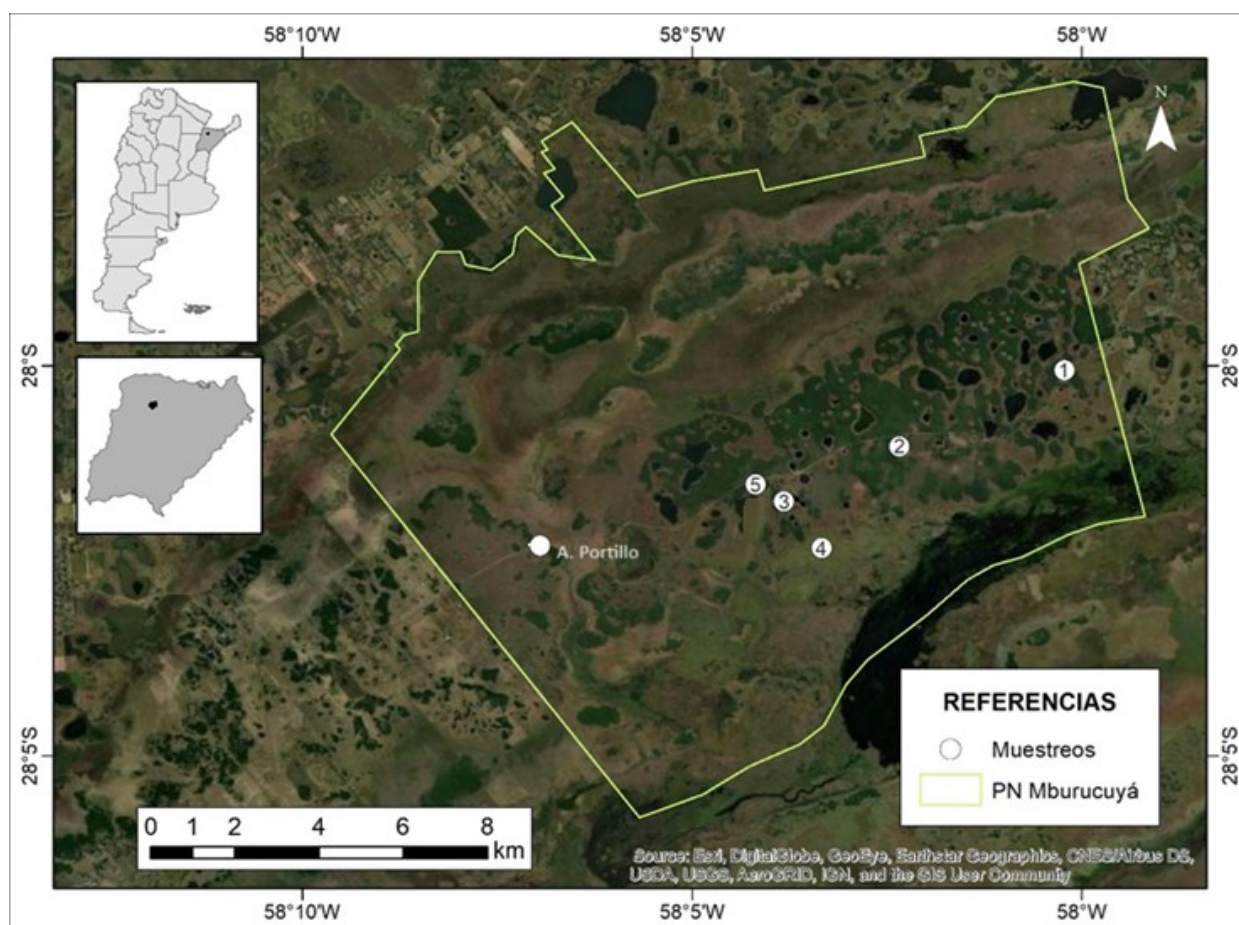 58°10'W 58°5'W 58°W
N
28°S 28°S
1
2
5
3
4
A. Portillo
REFERENCIAS
Muestreos
PN Mburucuyá
28°5'S 28°5'S
0 1 2 4 6 8
km
Source: Esri, DigitalGlobe, GeoEye, Earthstar Geographics, CNES/Airbus DS,
USDA, USGS, AeroGRID, IGN, and the GIS User Community
58°10'W 58°5'W 58°W